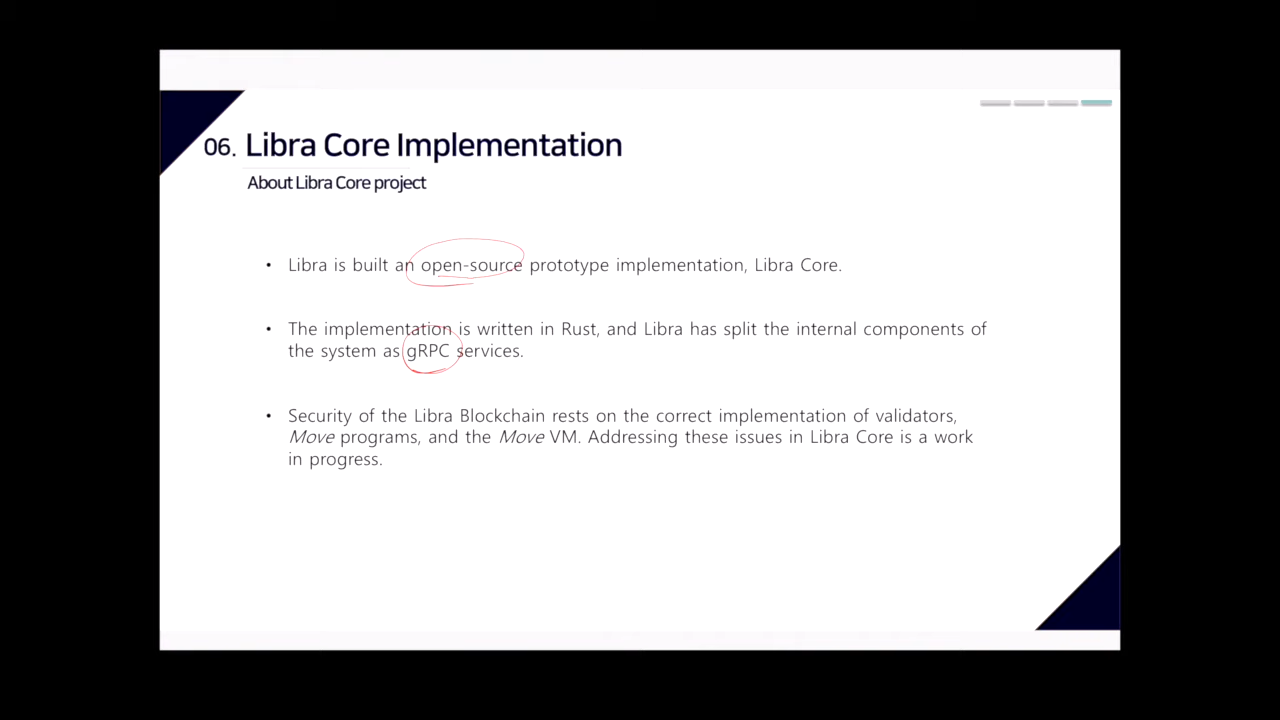 06. Libra Core Implementation
About Libra Core project
• Libra is built an open-source prototype implementation, Libra Core.
• The implementation is written in Rust, and Libra has split the internal components of
the system as gRPC services.
• Security of the Libra Blockchain rests on the correct implementation of validators,
Move programs, and the Move VM. Addressing these issues in Libra Core is a work
in progress.